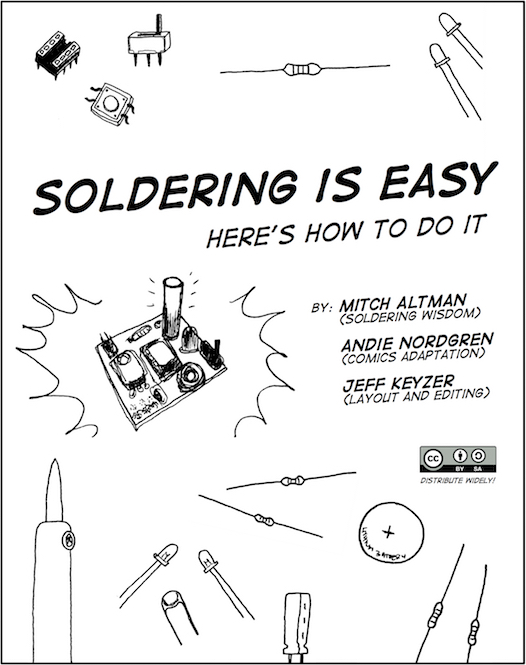 SOLDERING IS EASY
HERE'S HOW TO DO IT
BY: MITCH ALTMAN
(SOLDERING WISDOM)
ANDIE NORDGREN
(COMICS ADAPTATION)
JEFF KEYZER
(LAYOUT AND EDITING)
CC
BY SA
DISTRIBUTE WIDELY!
+